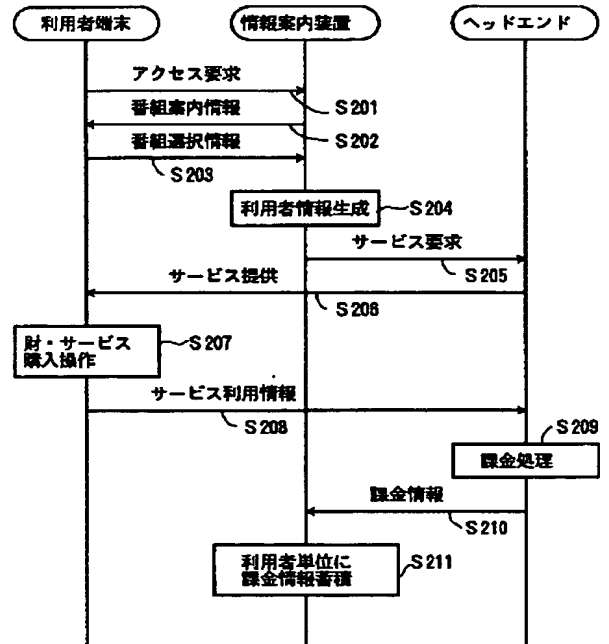 利用者端末
情報案内装置
ヘッドエンド
アクセス要求
S201
番組案内情報
S202
番組選択情報
S203
利用者情報生成
S204
サービス要求
S205
サービス提供
S206
財・サービス
購入操作
S207
サービス利用情報
S208
S209
課金処理
課金情報
S210
利用者単位に
課金情報蓄積
S211